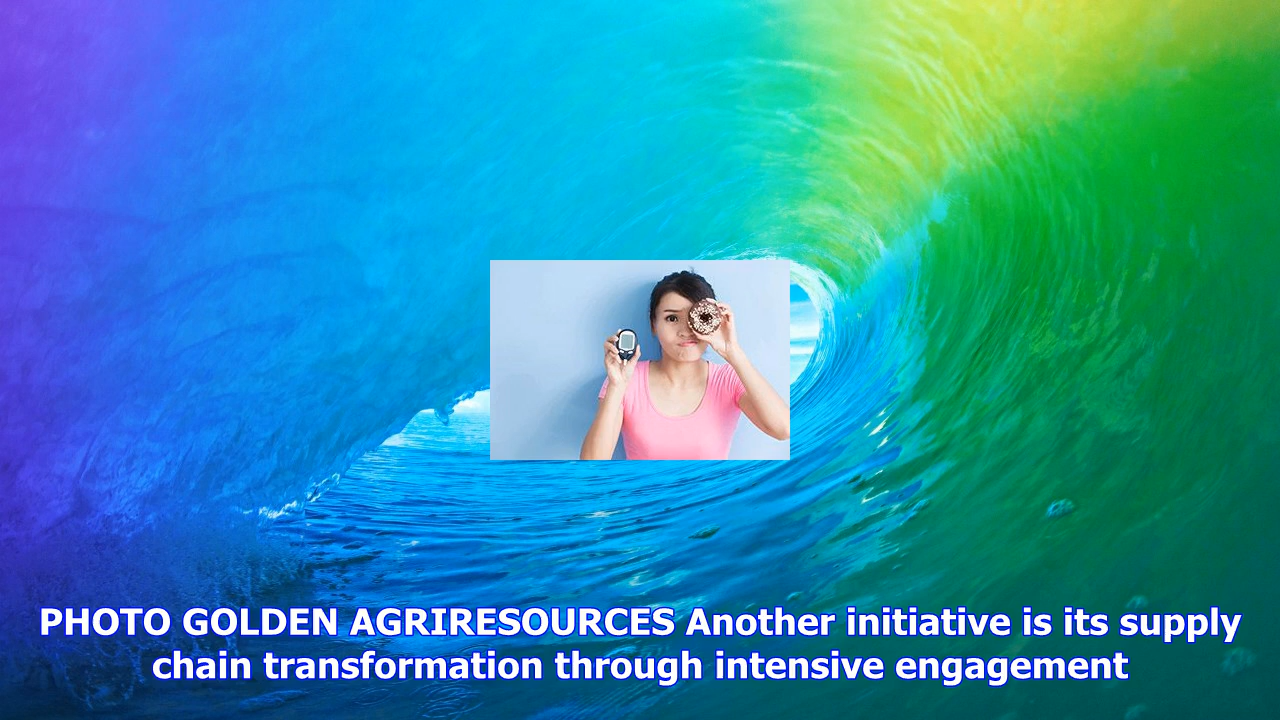 PHOTO GOLDEN AGRIRESOURCES Another initiative is its supply
chain transformation through intensive engagement